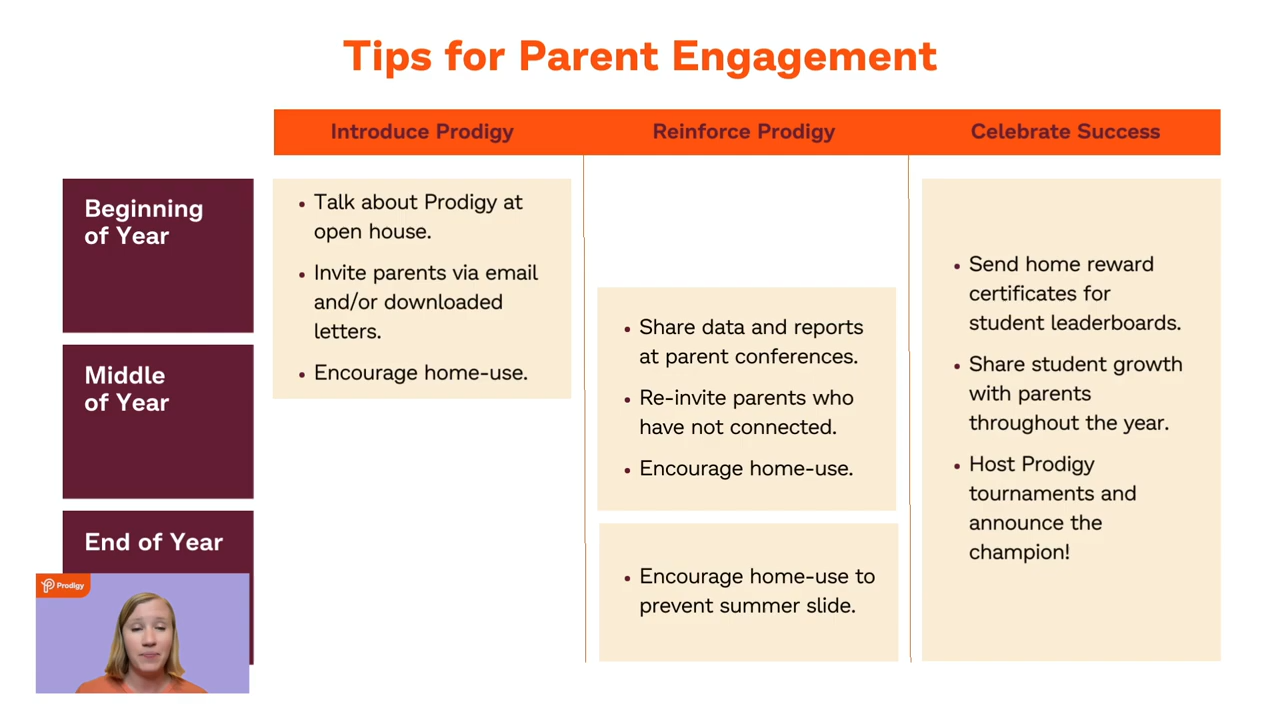 Tips for Parent Engagement
Introduce Prodigy
Reinforce Prodigy
Celebrate Success
Beginning
of Year
Middle
of Year
End of Year
• Talk about Prodigy at
open house.
• Invite parents via email
and/or downloaded
letters.
• Encourage home-use.
• Share data and reports
at parent conferences.
• Re-invite parents who
have not connected.
• Encourage home-use.
• Encourage home-use to
prevent summer slide.
• Send home reward
certificates for
student leaderboards.
• Share student growth
with parents
throughout the year.
• Host Prodigy
tournaments and
announce the
champion!
Prodigy